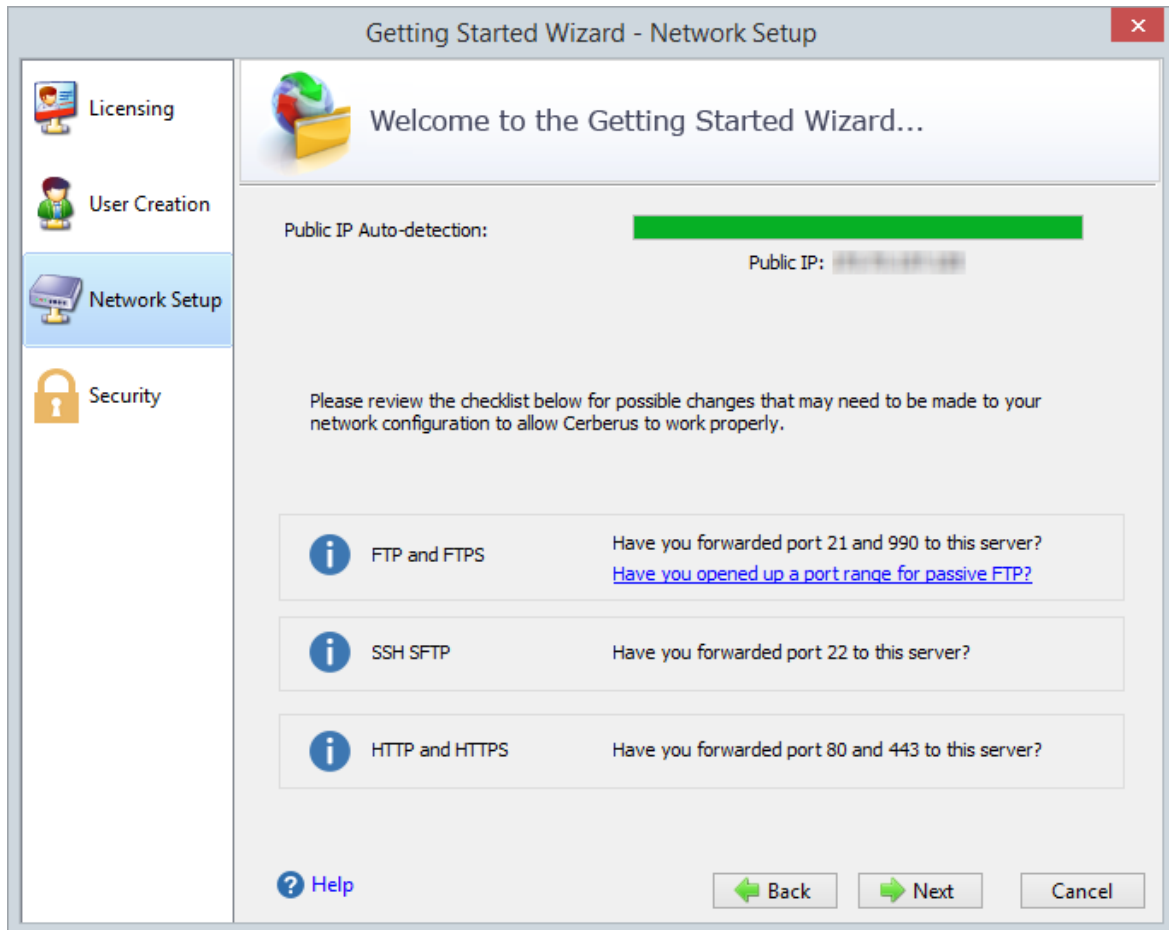 Getting Started Wizard - Network Setup
Licensing
User Creation
Network Setup
Security
Welcome to the Getting Started Wizard...
Public IP Auto-detection:
Public IP:
Please review the checklist below for possible changes that may need to be made to your
network configuration to allow Cerberus to work properly.
FTP and FTPS
Have you forwarded port 21 and 990 to this server?
Have you opened up a port range for passive FTP?
SSH SFTP
Have you forwarded port 22 to this server?
HTTP and HTTPS
Have you forwarded port 80 and 443 to this server?
Help
Back
Next
Cancel